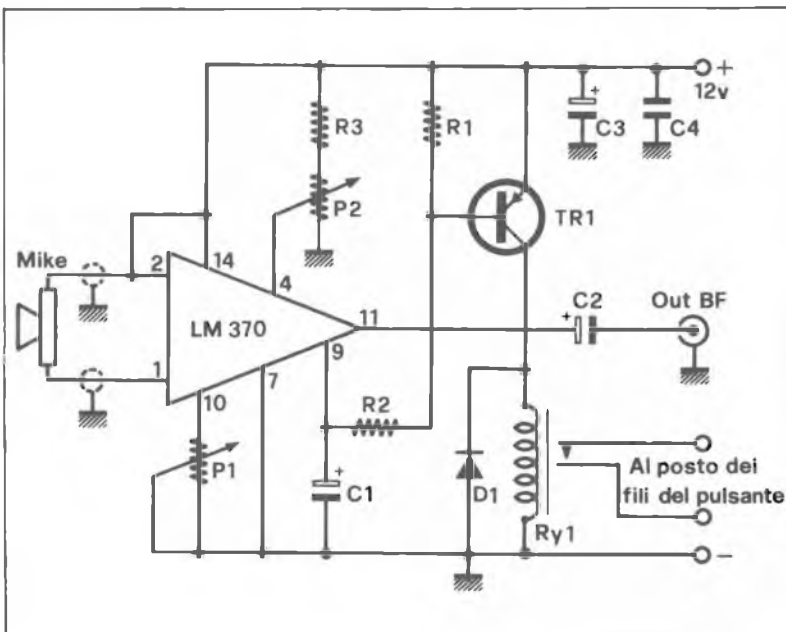 +
12v
R3
R1
+
C3
C4
P2
TR1
Mike
2
14
4
LM 370
11
C2
+
Out BF
1
9
10
7
R2
P1
+
C1
D1
Ry1
Al posto dei
fili del pulsante
-